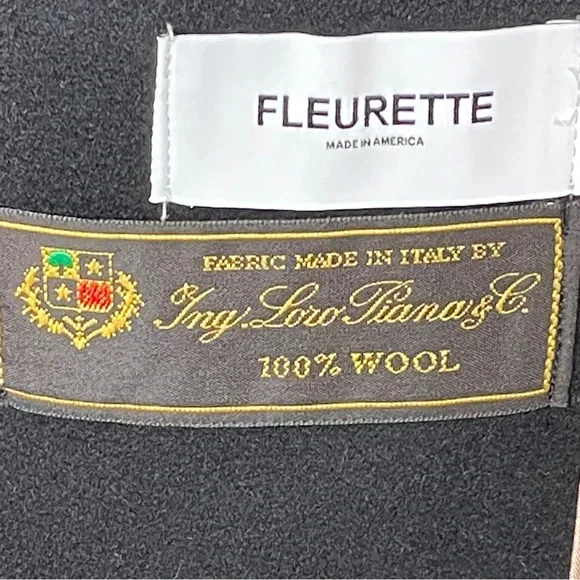 FLEURETTE
MADE IN AMERICA
FABRIC MADE IN ITALY BY
Ing. Loro Piana & C.
100% WOOL